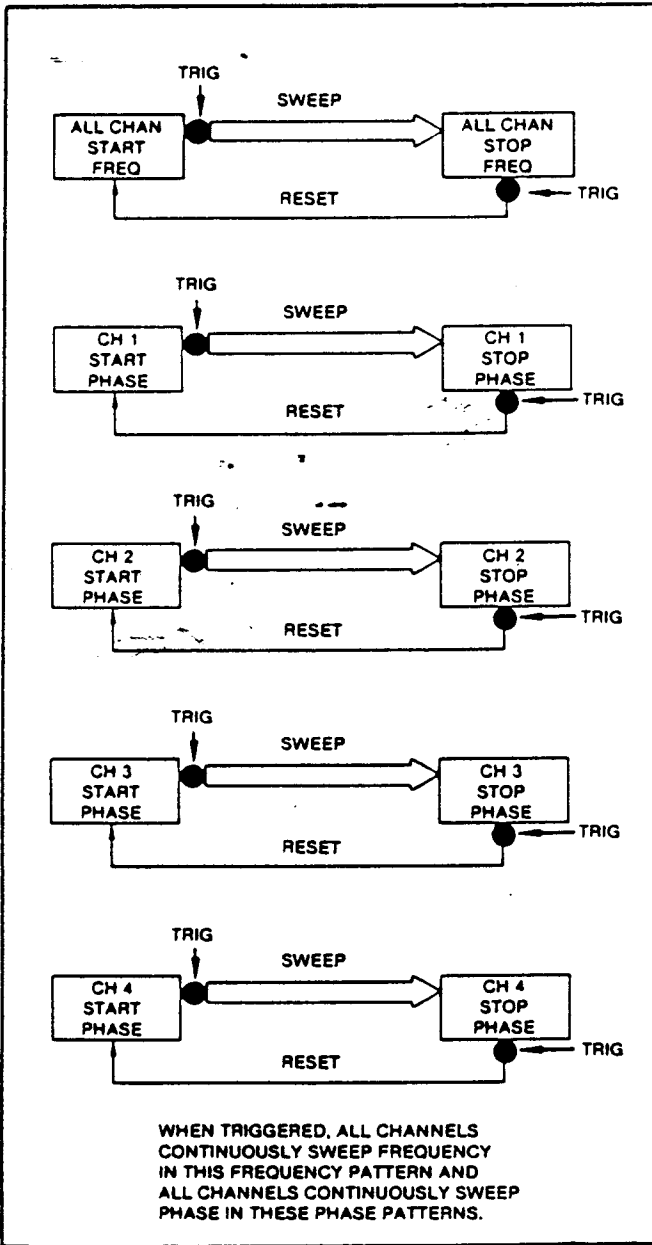 TRIG
SWEEP
ALL CHAN
START
FREQ
ALL CHAN
STOP
FREQ
RESET
TRIG
TRIG
SWEEP
CH 1
START
PHASE
CH 1
STOP
PHASE
RESET
TRIG
TRIG
SWEEP
CH 2
START
PHASE
CH 2
STOP
PHASE
RESET
TRIG
TRIG
SWEEP
CH 3
START
PHASE
CH 3
STOP
PHASE
RESET
TRIG
TRIG
SWEEP
CH 4
START
PHASE
CH 4
STOP
PHASE
RESET
TRIG
WHEN TRIGGERED, ALL CHANNELS
CONTINUOUSLY SWEEP FREQUENCY
IN THIS FREQUENCY PATTERN AND
ALL CHANNELS CONTINUOUSLY SWEEP
PHASE IN THESE PHASE PATTERNS.